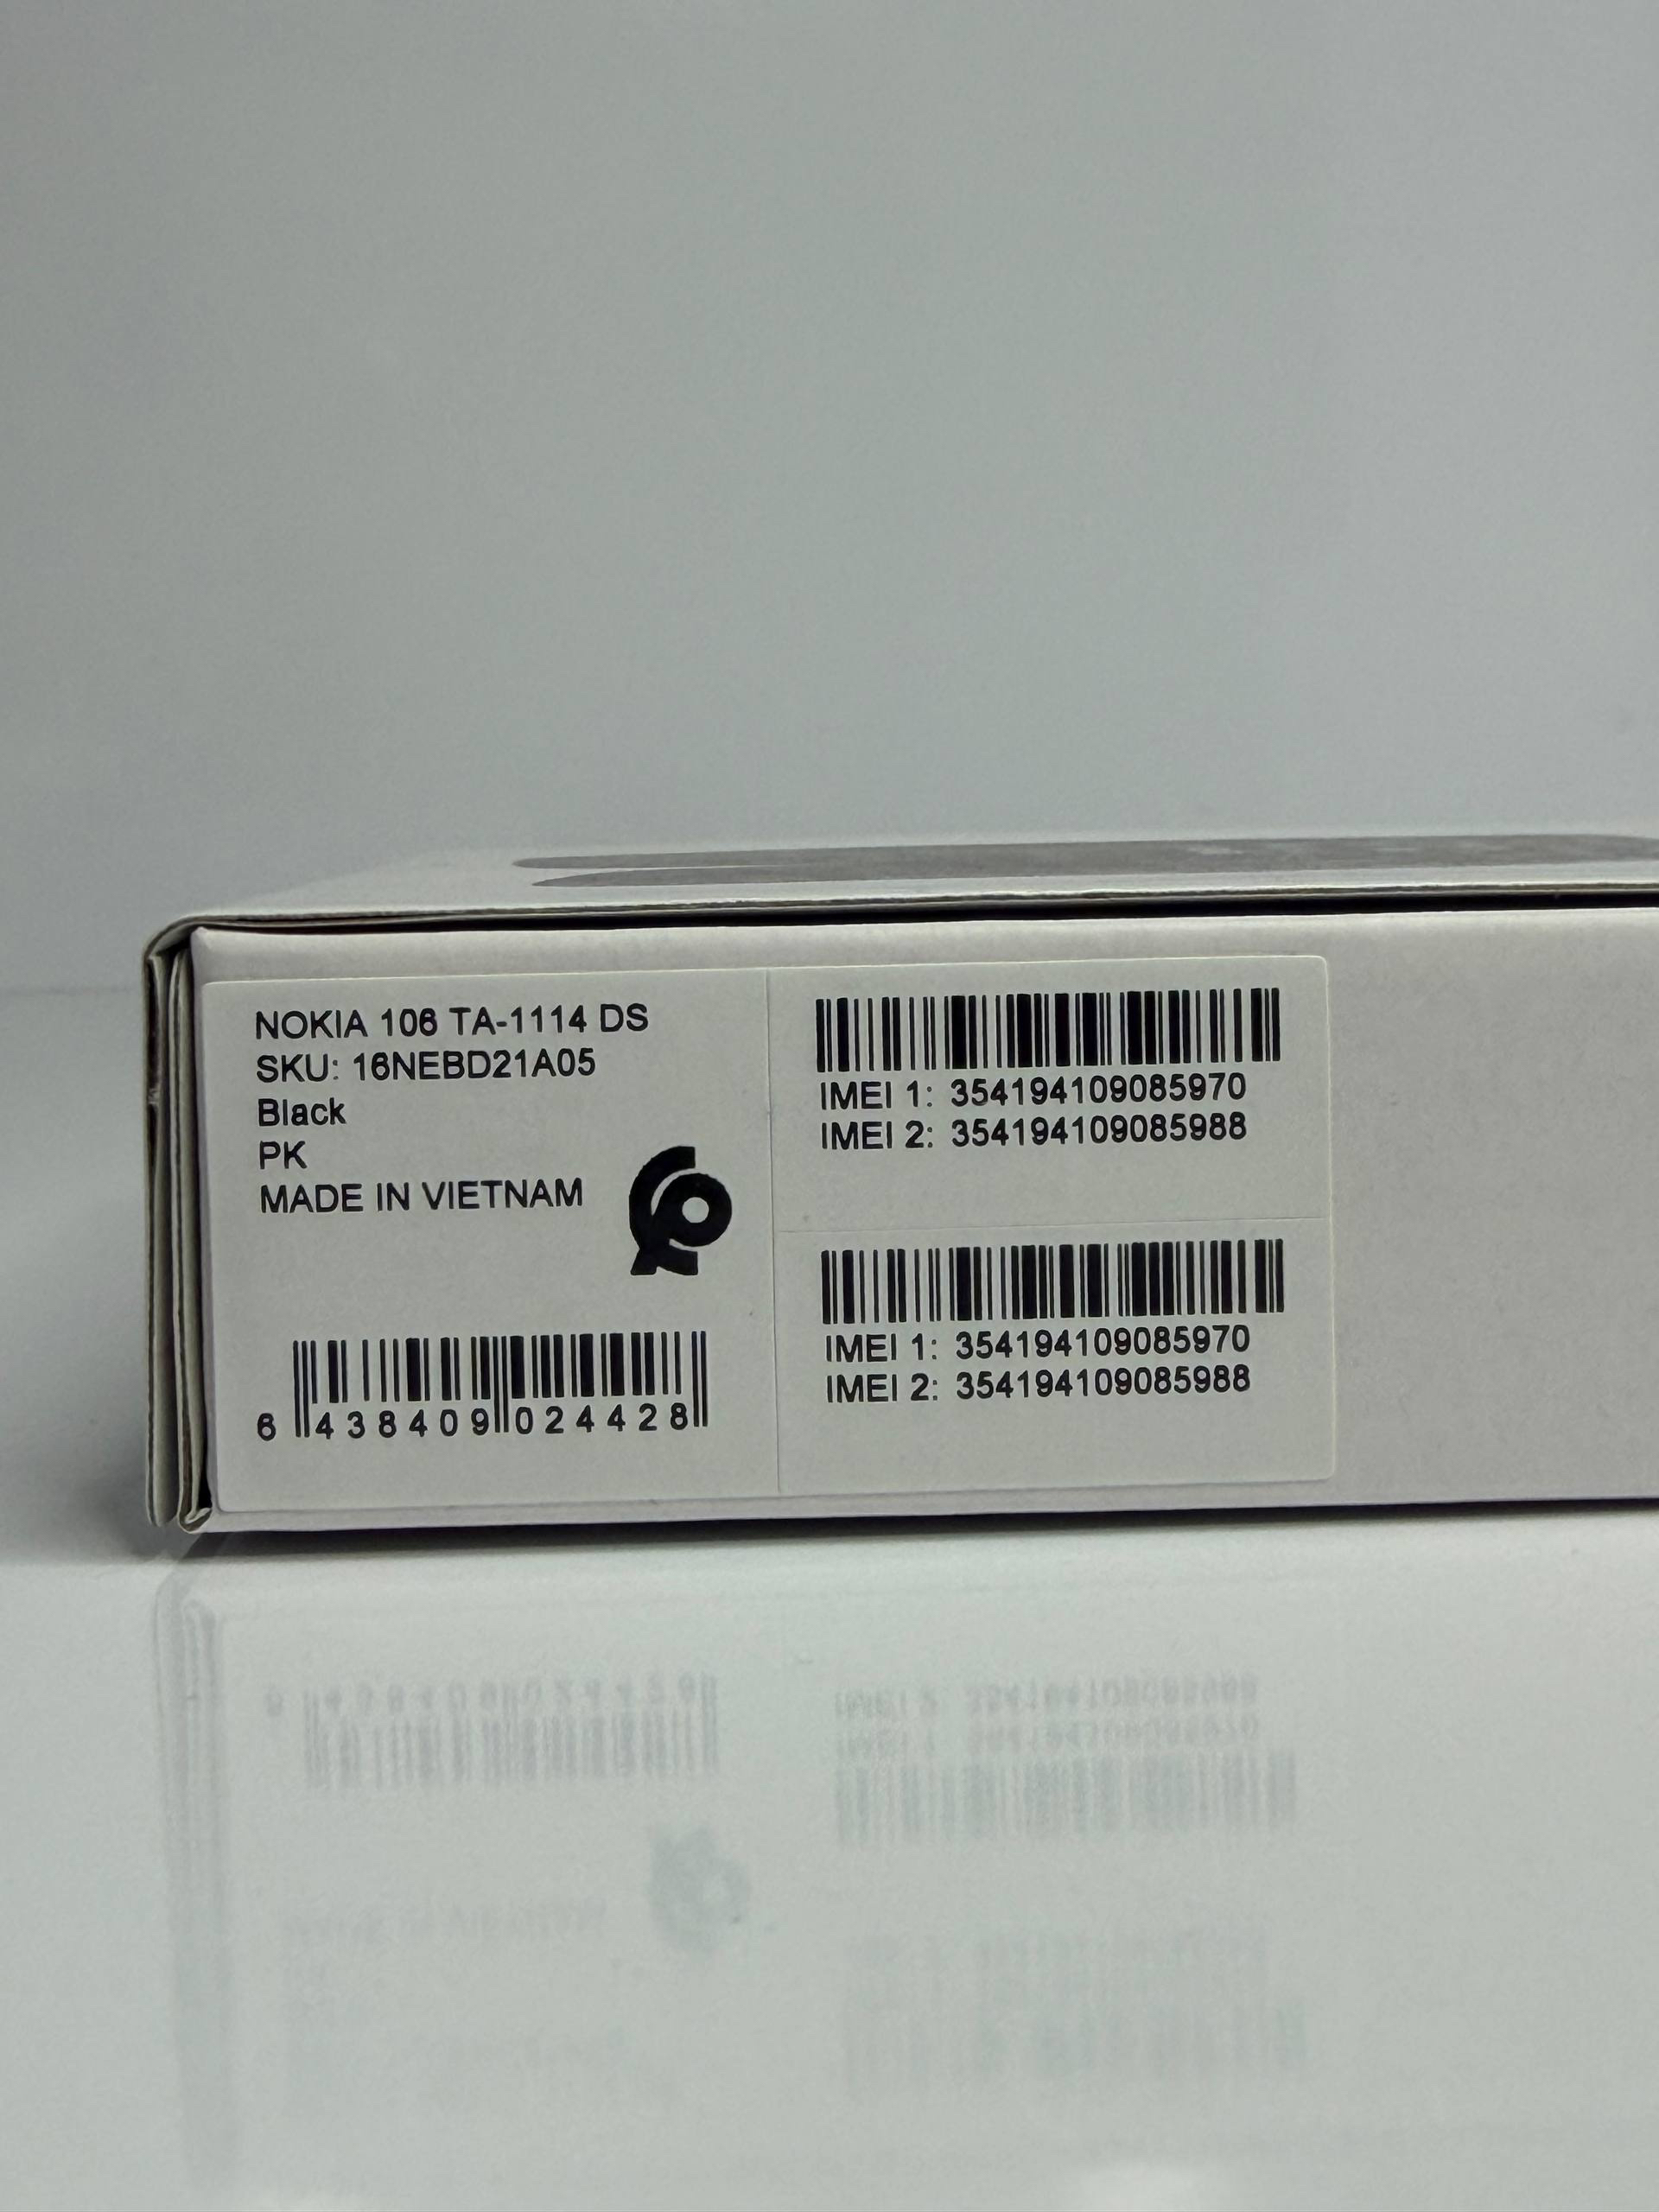 NOKIA 106 TA-1114 DS
SKU: 16NEBD21A05
Black
PK
MADE IN VIETNAM
6 438409 024428
IMEI 1: 354194109085970
IMEI 2: 354194109085988
IMEI 1: 354194109085970
IMEI 2: 354194109085988